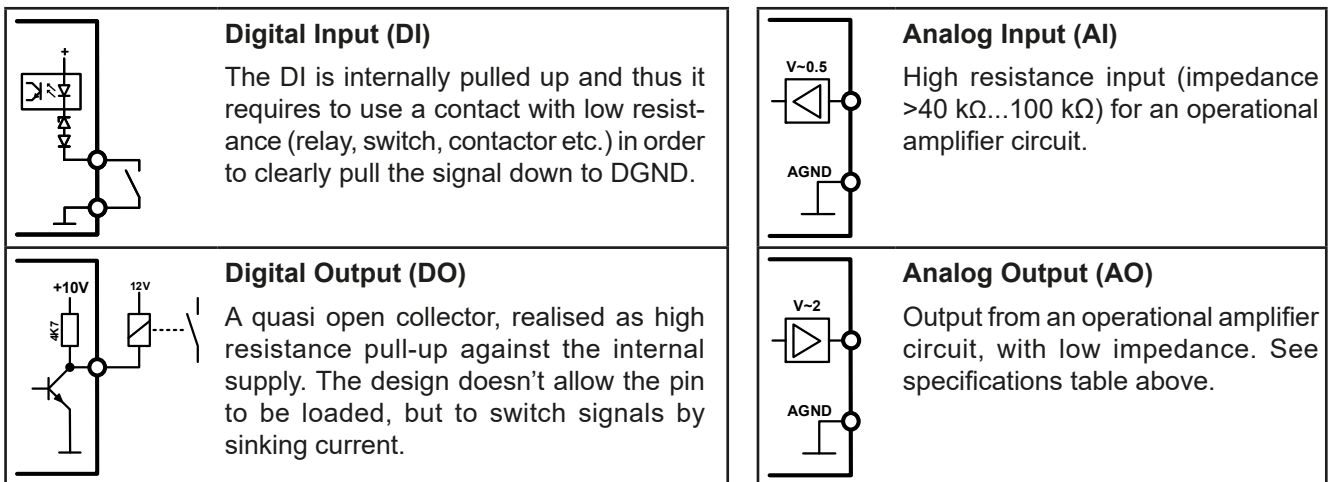 +
Digital Input (DI)
The DI is internally pulled up and thus it
requires to use a contact with low resist-
ance (relay, switch, contactor etc.) in order
to clearly pull the signal down to DGND.
+10V
12V
4K7
Digital Output (DO)
A quasi open collector, realised as high
resistance pull-up against the internal
supply. The design doesn't allow the pin
to be loaded, but to switch signals by
sinking current.
V~0.5
AGND
Analog Input (AI)
High resistance input (impedance
>40 kΩ...100 kΩ) for an operational
amplifier circuit.
V~2
AGND
Analog Output (AO)
Output from an operational amplifier
circuit, with low impedance. See
specifications table above.